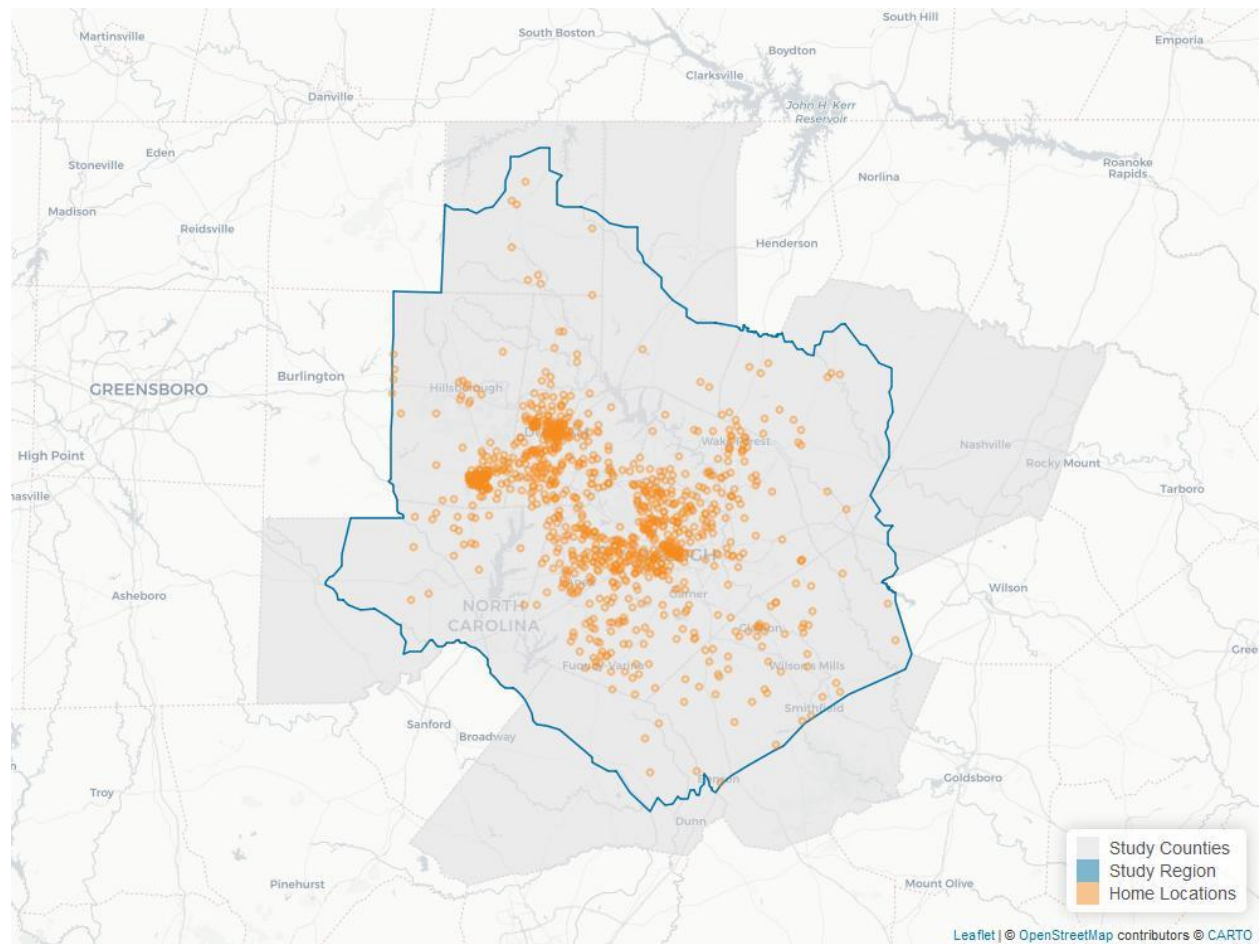 South Hill
Martinsville
South Boston
Emporia
Boydton
Clarksville
Danville
John H. Kerr
Reservoir
Eden
Stoneville
Roanoke
Rapids
Norlina
Madison
Reidsville
Henderson
GREENSBORO
Burlington
Hillsborough
High Point
Wake Forest
Nashville
Rocky Mount
Tarboro
nasville
Asheboro
Wilson
NORTH
CAROLINA
Garner
Clayton
Gree
Fuquay-Varina
Wilsons Mills
Smithfield
Sanford
Broadway
Goldsboro
Benson
Troy
Dunn
Pinehurst
Mount Olive
Study Counties
Study Region
Home Locations
Leaflet | © OpenStreetMap contributors © CARTO